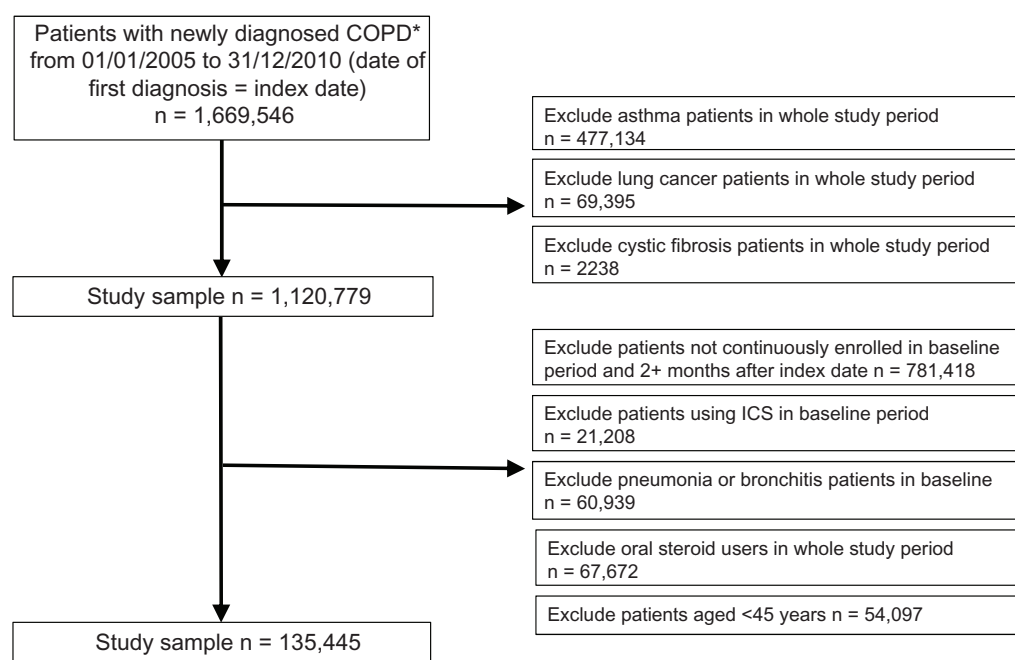 Patients with newly diagnosed COPD*
from 01/01/2005 to 31/12/2010 (date of
first diagnosis = index date)
n = 1,669,546
Exclude asthma patients in whole study period
n = 477,134
Exclude lung cancer patients in whole study period
n = 69,395
Exclude cystic fibrosis patients in whole study period
n = 2238
Study sample n = 1,120,779
Exclude patients not continuously enrolled in baseline
period and 2+ months after index date n = 781,418
Exclude patients using ICS in baseline period
n = 21,208
Exclude pneumonia or bronchitis patients in baseline
n = 60,939
Exclude oral steroid users in whole study period
n = 67,672
Exclude patients aged <45 years n = 54,097
Study sample n = 135,445